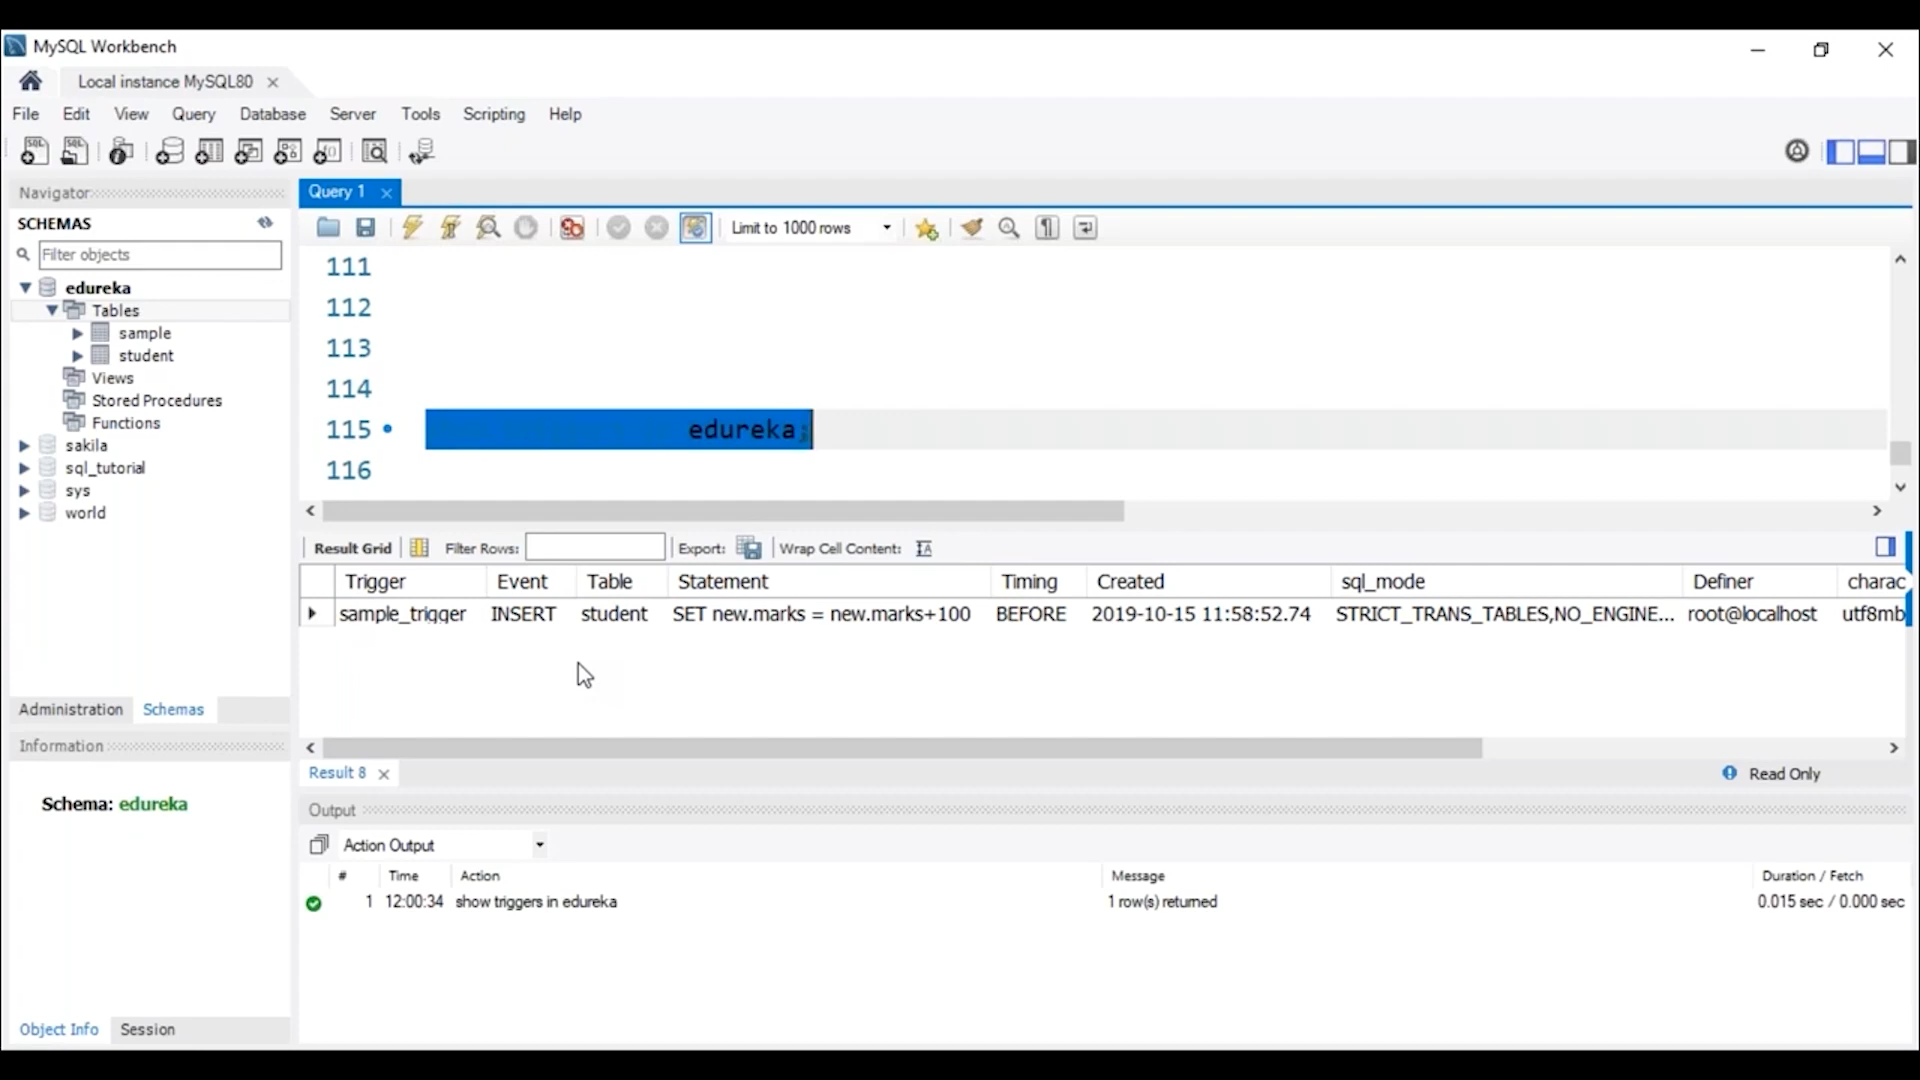 MySQL Workbench
Local instance MySQL80
File Edit View Query Database Server Tools Scripting Help
Navigator
SCHEMAS
Filter objects
edureka
Tables
sample
student
Views
Stored Procedures
Functions
sakila
sql_tutorial
sys
world
Administration Schemas
Information
Schema: edureka
Object Info Session
Query 1
Limit to 1000 rows
111
112
113
114
115 edureka;
116
Result Grid Filter Rows: Export: Wrap Cell Content:
Trigger Event Table Statement Timing Created sql_mode Definer charac
sample_trigger INSERT student SET new.marks = new.marks+100 BEFORE 2019-10-15 11:58:52.74 STRICT_TRANS_TABLES,NO_ENGINE... root@localhost utf8mb
Result 8 Read Only
Output
Action Output
# Time Action Message Duration / Fetch
1 12:00:34 show triggers in edureka 1 row(s) returned 0.015 sec / 0.000 sec